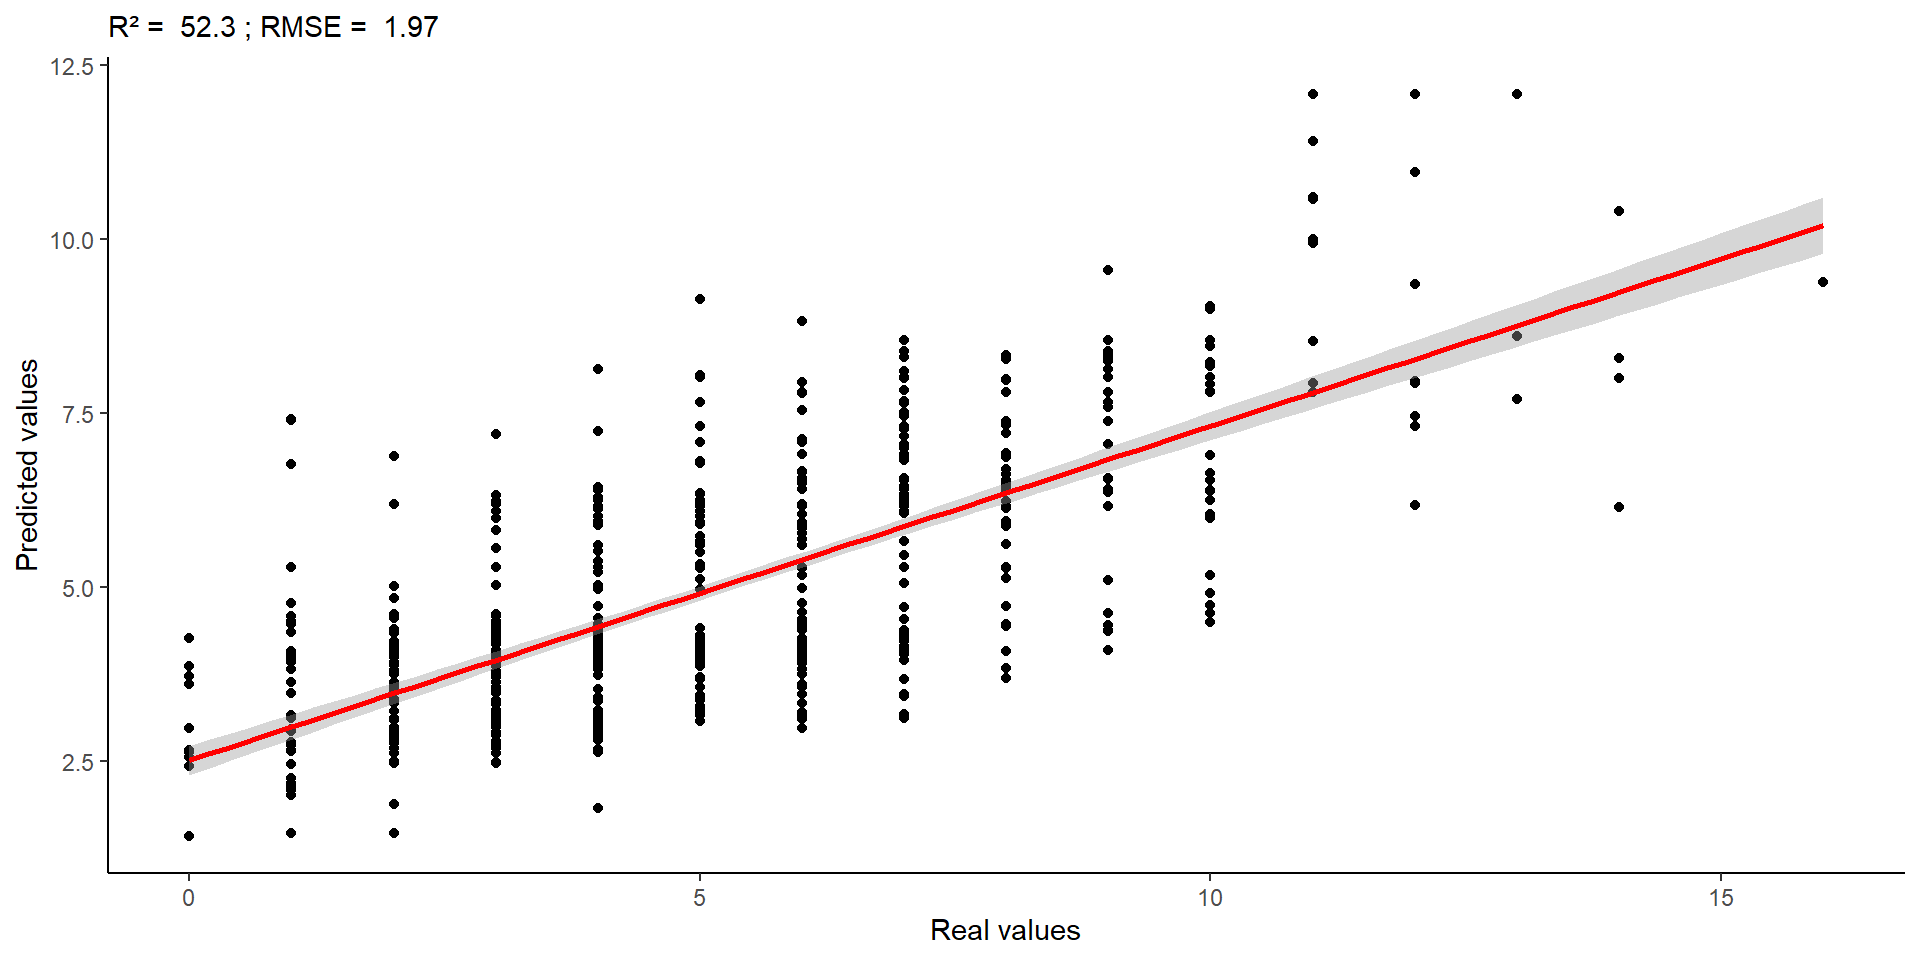 R² =  52.3 ; RMSE =  1.97
12.5
10.0
7.5
5.0
2.5
Predicted values
0 5 10 15
Real values